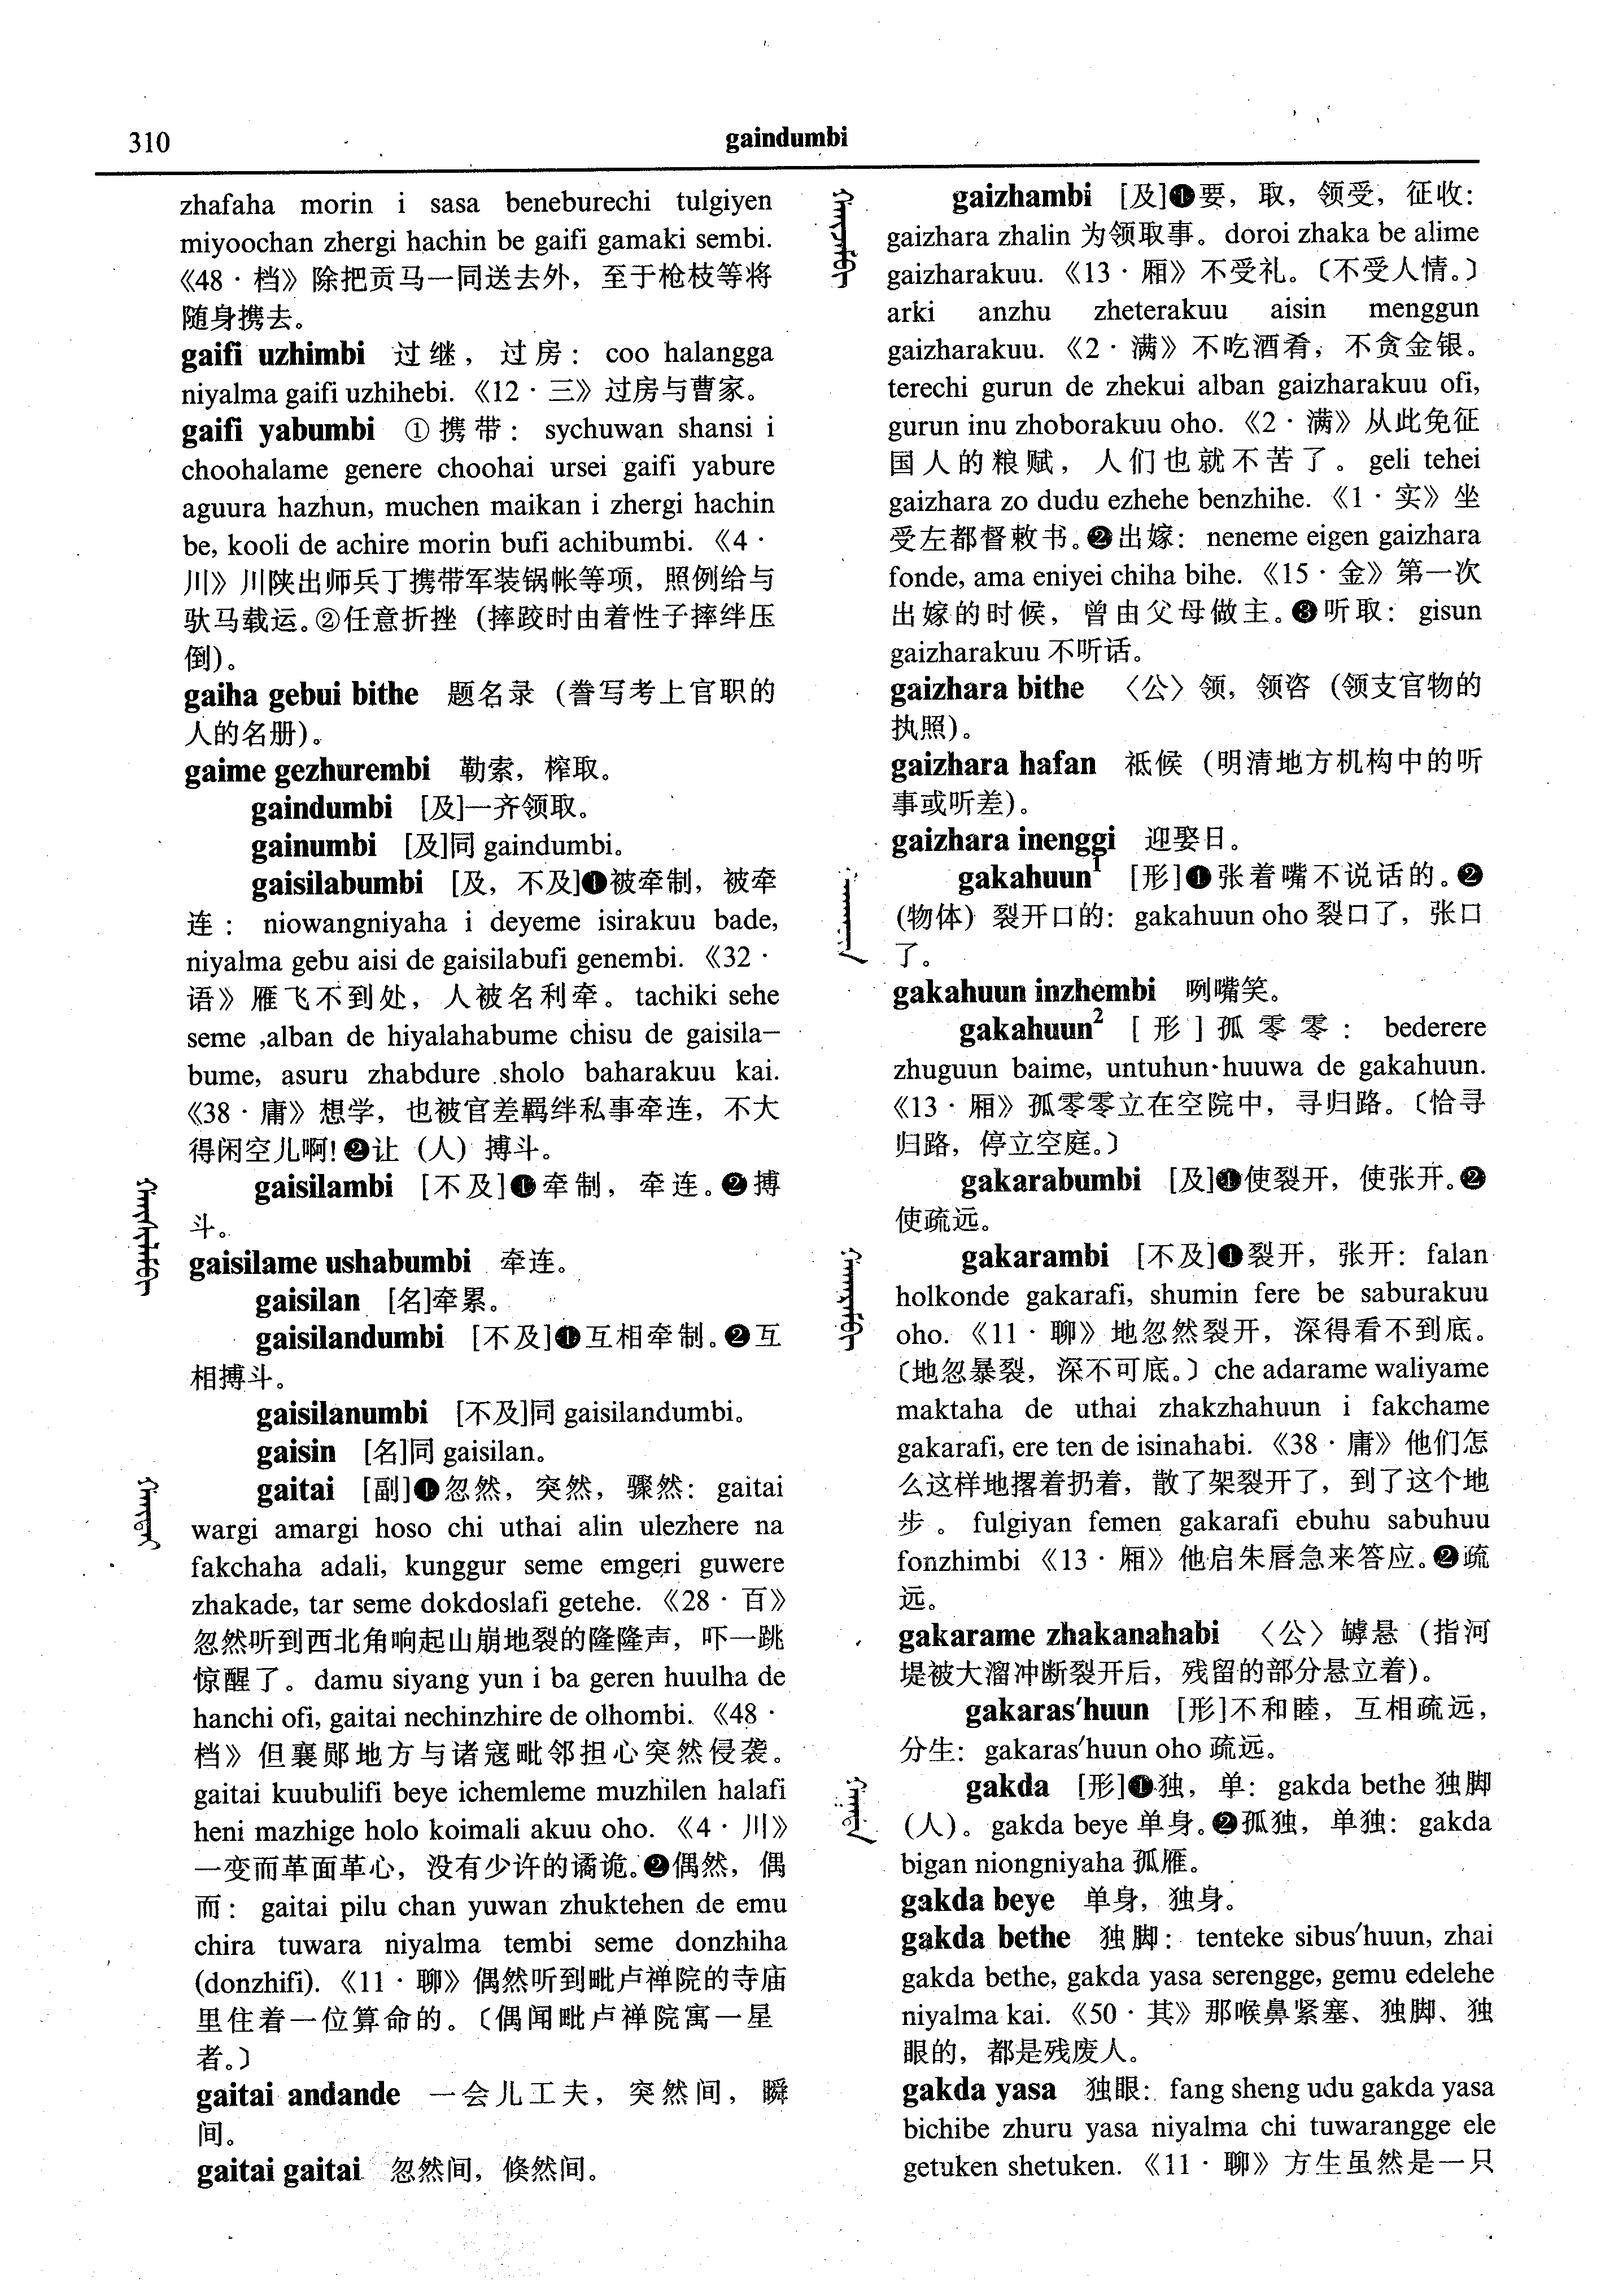 310
gaindumbi
zhafaha morin i sasa beneburechi tulgiyen
miyoochan zhergi hachin be gaifi gamaki sembi.
《48·档》除把贡马一同送去外，至于枪枝等将
随身携去。
gaifi uzhimbi 过继，过房：coo halangga
niyalma gaifi uzhihebi.《12·三》过房与曹家。
gaifi yabumbi ①携带：sychuwan shansi i
choohalame genere choohai ursei gaifi yabure
aguura hazhun, muchen maikan i zhergi hachin
be, kooli de achire morin bufi achibumbi.《4·
川》川陕出师兵丁携带军装锅帐等项，照例给与
驮马载运。②任意折挫（摔跤时由着性子摔绊压
倒）。
gaiha gebui bithe 题名录（誊写考上官职的
人的名册）。
gaime gezhurembi 勒索，榨取。
gaindumbi [及]一齐领取。
gainumbi [及]同 gaindumbi。
gaisilabumbi [及，不及]❶被牵制，被牵
连：niowangniyaha i deyeme isirakuu bade,
niyalma gebu aisi de gaisilabufi genembi.《32·
语》雁飞不到处，人被名利牵。tachiki sehe
seme ,alban de hiyalahabume chisu de gaisila—
bume, asuru zhabdure sholo baharakuu kai.
《38·庸》想学，也被官差羁绊私事牵连，不大
得闲空儿啊！❷让（人）搏斗。
gaisilambi [不及]❶牵制，牵连。❷搏
斗。
gaisilame ushabumbi 牵连。
gaisilan [名]牵累。
gaisilandumbi [不及]❶互相牵制。❷互
相搏斗。
gaisilanumbi [不及]同 gaisilandumbi。
gaisin [名]同 gaisilan。
gaitai [副]❶忽然，突然，骤然：gaitai
wargi amargi hoso chi uthai alin ulezhere na
fakchaha adali, kunggur seme emgeri guwere
zhakade, tar seme dokdoslafi getehe.《28·百》
忽然听到西北角响起山崩地裂的隆隆声，吓一跳
惊醒了。damu siyang yun i ba geren huulha de
hanchi ofi, gaitai nechinzhire de olhombi.《48·
档》但襄郧地方与诸寇毗邻担心突然侵袭。
gaitai kuubulifi beye ichemleme muzhilen halafi
heni mazhige holo koimali akuu oho.《4·川》
一变而革面革心，没有少许的谲诡。❷偶然，偶
而：gaitai pilu chan yuwan zhuktehen de emu
chira tuwara niyalma tembi seme donzhiha
(donzhifi).《11·聊》偶然听到毗卢禅院的寺庙
里住着一位算命的。〔偶闻毗卢禅院寓一星
者。〕
gaitai andande 一会儿工夫，突然间，瞬
间。
gaitai gaitai 忽然间，倏然间。
gaizhambi [及]❶要，取，领受，征收：
gaizhara zhalin 为领取事。doroi zhaka be alime
gaizharakuu.《13·厢》不受礼。〔不受人情。〕
arki anzhu zheterakuu aisin menggun
gaizharakuu.《2·满》不吃酒肴，不贪金银。
terechi gurun de zhekui alban gaizharakuu ofi,
gurun inu zhoborakuu oho.《2·满》从此免征
国人的粮赋，人们也就不苦了。geli tehei
gaizhara zo dudu ezhehe benzhihe.《1·实》坐
受左都督敕书。❷出嫁：neneme eigen gaizhara
fonde, ama eniyei chiha bihe.《15·金》第一次
出嫁的时候，曾由父母做主。❸听取：gisun
gaizharakuu 不听话。
gaizhara bithe 〈公〉领，领咨（领支官物的
执照）。
gaizhara hafan 祗候（明清地方机构中的听
事或听差）。
gaizhara inenggi 迎娶日。
gakahuun¹ [形]❶张着嘴不说话的。❷
（物体）裂开口的：gakahuun oho 裂口了，张口
了。
gakahuun inzhembi 咧嘴笑。
gakahuun² [形]孤零零：bederere
zhuguun baime, untuhun·huuwa de gakahuun.
《13·厢》孤零零立在空院中，寻归路。〔恰寻
归路，停立空庭。〕
gakarabumbi [及]❶使裂开，使张开。❷
使疏远。
gakarambi [不及]❶裂开，张开：falan
holkonde gakarafi, shumin fere be saburakuu
oho.《11·聊》地忽然裂开，深得看不到底。
〔地忽暴裂，深不可底。〕che adarame waliyame
maktaha de uthai zhakzhahuun i fakchame
gakarafi, ere ten de isinahabi.《38·庸》他们怎
么这样地撂着扔着，散了架裂开了，到了这个地
步。fulgiyan femen gakarafi ebuhu sabuhuu
fonzhimbi《13·厢》他启朱唇急来答应。❷疏
远。
gakarame zhakanahabi 〈公〉罅悬（指河
堤被大溜冲断裂开后，残留的部分悬立着）。
gakaras'huun [形]不和睦，互相疏远，
分生：gakaras'huun oho 疏远。
gakda [形]❶独，单：gakda bethe 独脚
（人）。gakda beye 单身。❷孤独，单独：gakda
bigan niongniyaha 孤雁。
gakda beye 单身，独身。
gakda bethe 独脚：tenteke sibus'huun, zhai
gakda bethe, gakda yasa serengge, gemu edelehe
niyalma kai.《50·其》那喉鼻紧塞、独脚、独
眼的，都是残废人。
gakda yasa 独眼：fang sheng udu gakda yasa
bichibe zhuru yasa niyalma chi tuwarangge ele
getuken shetuken.《11·聊》方生虽然是一只